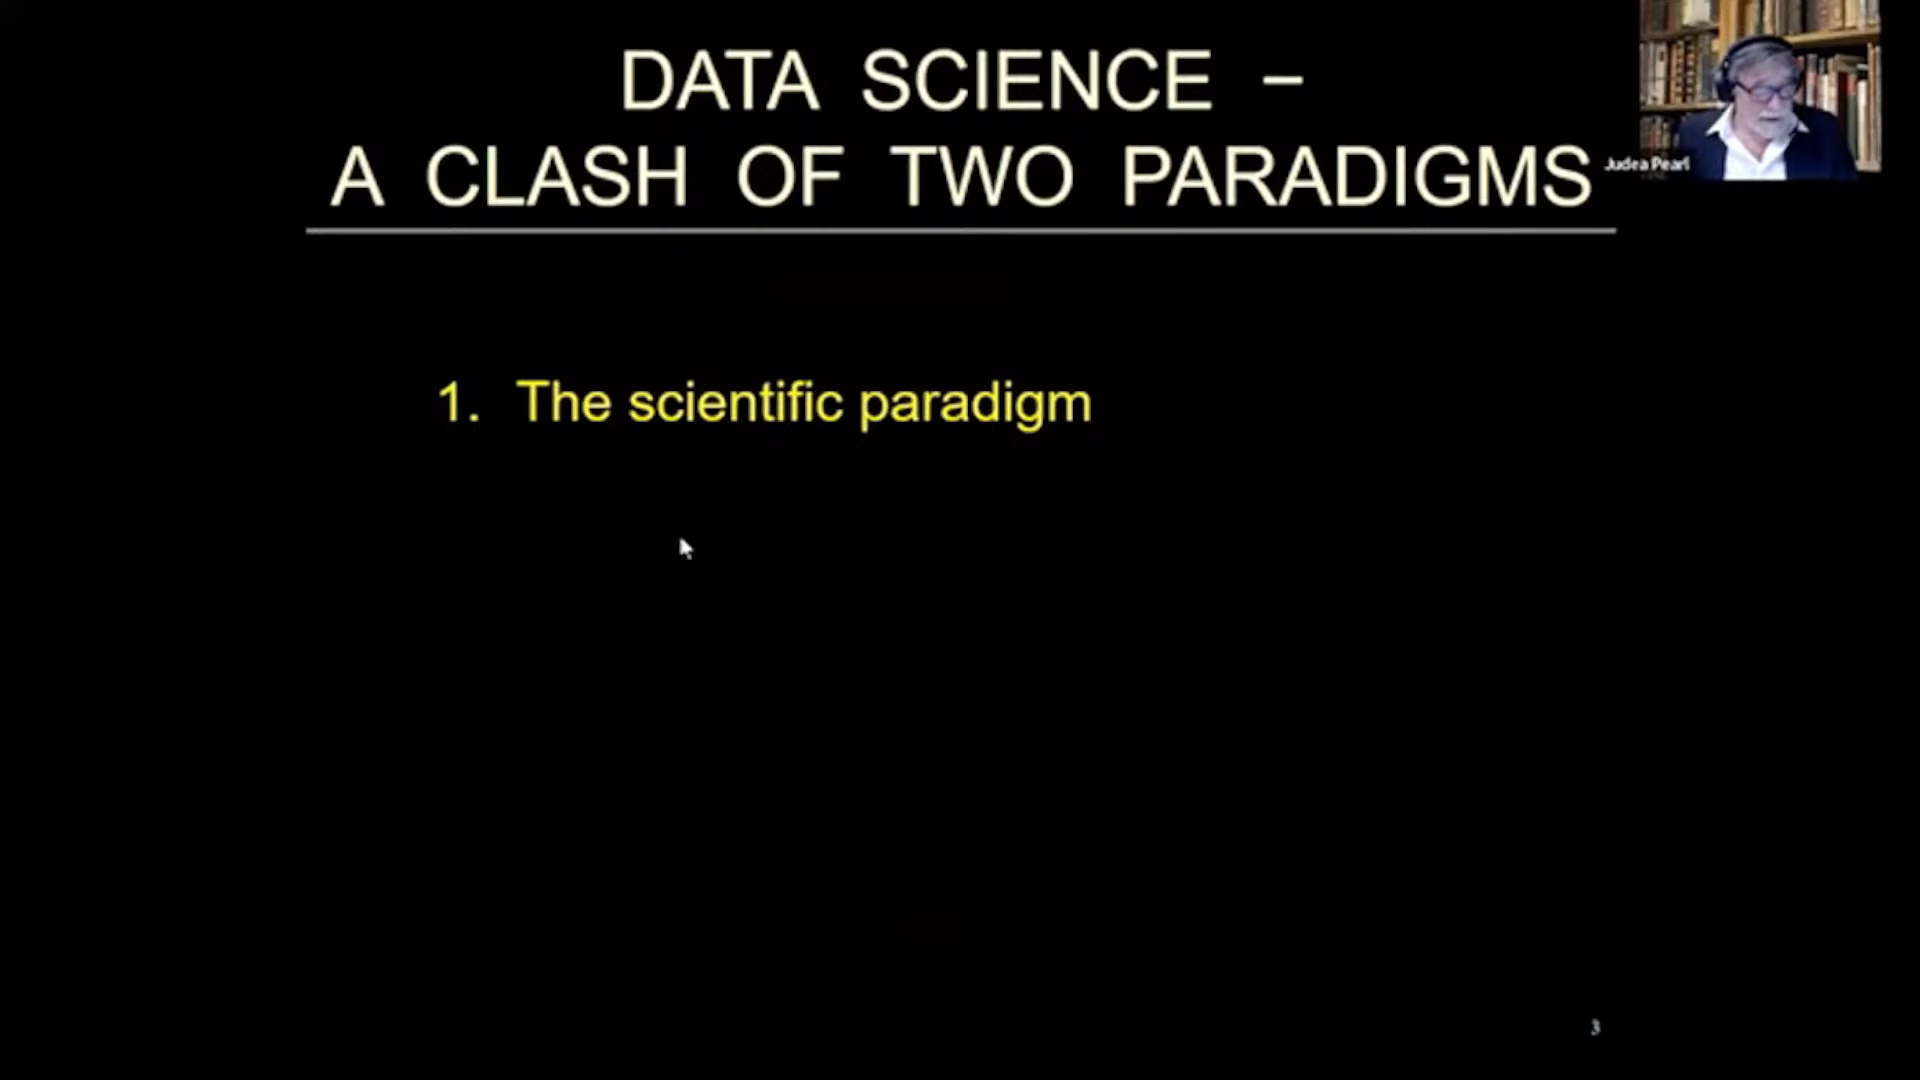 DATA SCIENCE –
A CLASH OF TWO PARADIGMS
Judea Pearl
1. The scientific paradigm
3